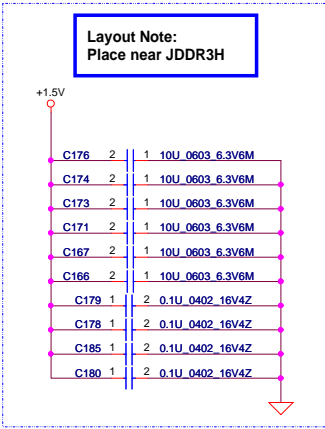 Layout Note:
Place near JDDR3H
+1.5V
C176 2 1 10U_0603_6.3V6M
C174 2 1 10U_0603_6.3V6M
C173 2 1 10U_0603_6.3V6M
C171 2 1 10U_0603_6.3V6M
C167 2 1 10U_0603_6.3V6M
C166 2 1 10U_0603_6.3V6M
C179 1 2 0.1U_0402_16V4Z
C178 1 2 0.1U_0402_16V4Z
C185 1 2 0.1U_0402_16V4Z
C180 1 2 0.1U_0402_16V4Z